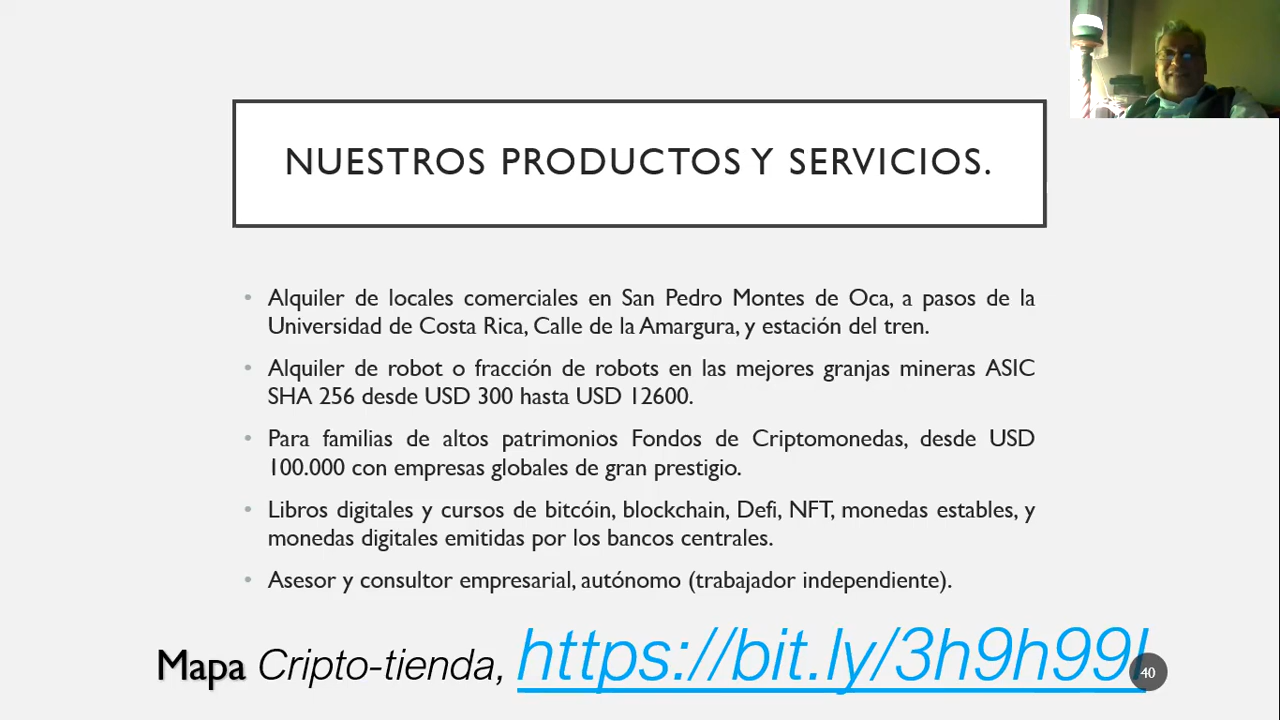 NUESTROS PRODUCTOS Y SERVICIOS.
• Alquiler de locales comerciales en San Pedro Montes de Oca, a pasos de la
Universidad de Costa Rica, Calle de la Amargura, y estación del tren.
• Alquiler de robot o fracción de robots en las mejores granjas mineras ASIC
SHA 256 desde USD 300 hasta USD 12600.
• Para familias de altos patrimonios Fondos de Criptomonedas, desde USD
100.000 con empresas globales de gran prestigio.
• Libros digitales y cursos de bitcóin, blockchain, Defi, NFT, monedas estables, y
monedas digitales emitidas por los bancos centrales.
• Asesor y consultor empresarial, autónomo (trabajador independiente).
Mapa Cripto-tienda, https://bit.ly/3h9h99l
40